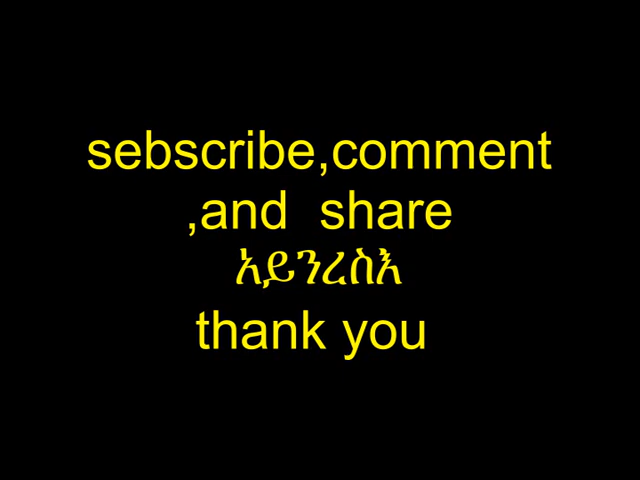 sebscribe,comment
,and  share
አይንረስእ
thank you